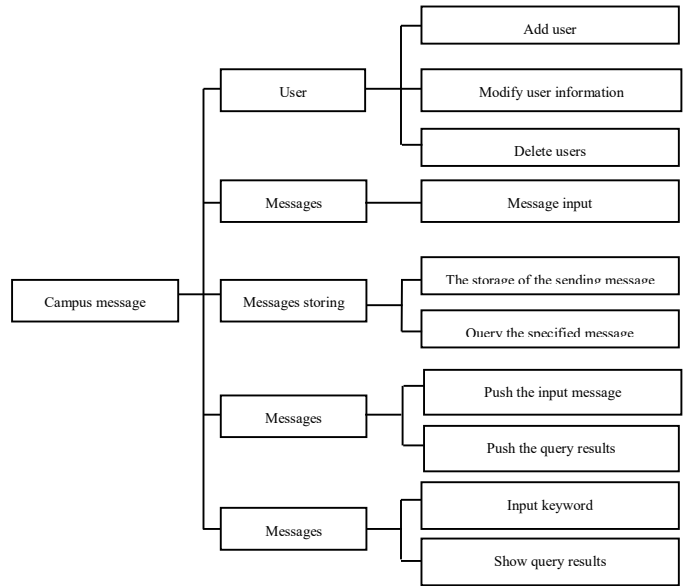 Add user
User
Modify user information
Delete users
Messages
Message input
The storage of the sending message
Campus message
Messages storing
Query the specified message
Push the input message
Messages
Push the query results
Input keyword
Messages
Show query results